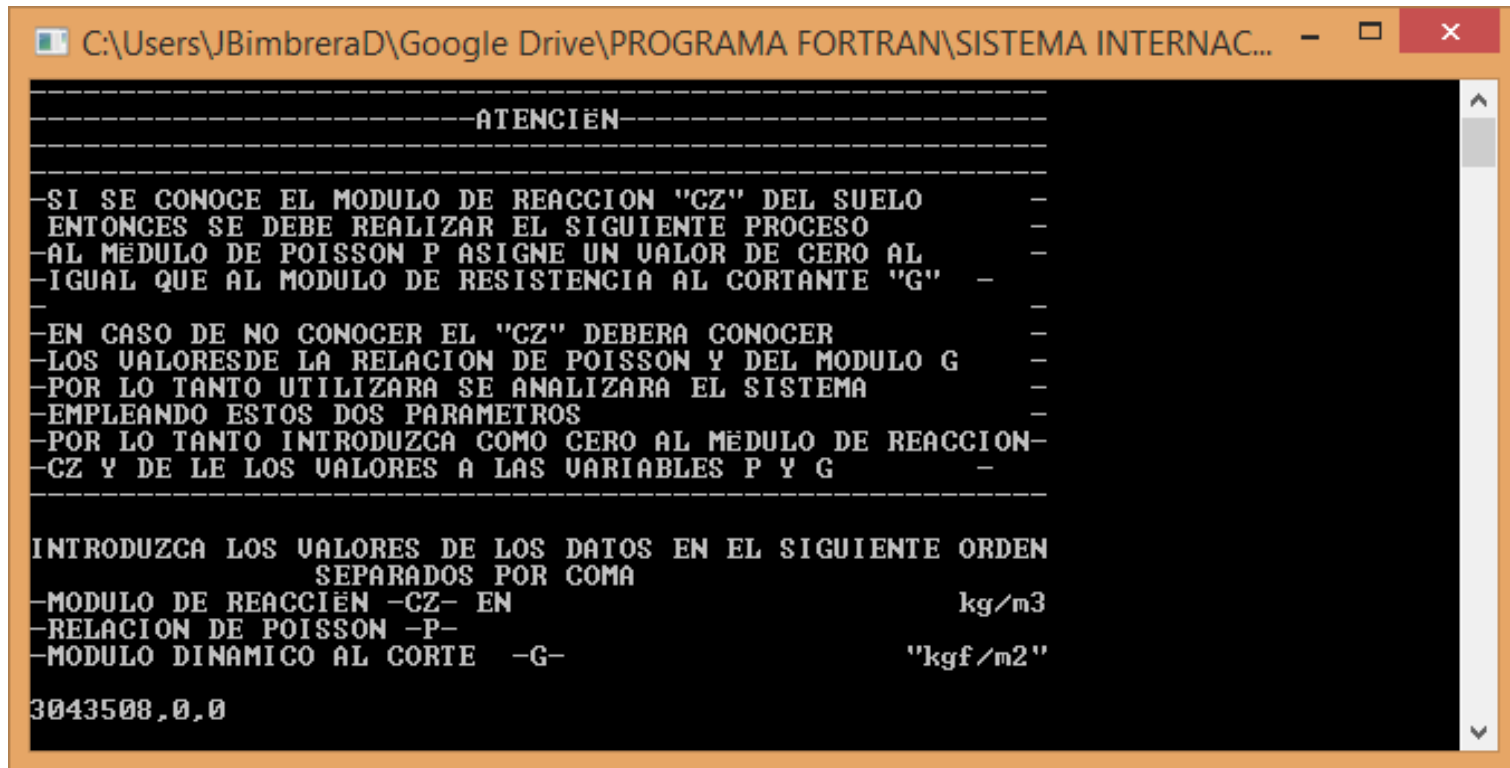 C:\Users\JBimbreraD\Google Drive\PROGRAMA FORTRAN\SISTEMA INTERNAC...
---------------------------------------------------------
-------------------------ATENCIËN------------------------
---------------------------------------------------------
---------------------------------------------------------
-SI SE CONOCE EL MODULO DE REACCION "CZ" DEL SUELO      -
 ENTONCES SE DEBE REALIZAR EL SIGUIENTE PROCESO         -
-AL MËDULO DE POISSON P ASIGNE UN VALOR DE CERO AL      -
-IGUAL QUE AL MODULO DE RESISTENCIA AL CORTANTE "G"  -
-                                                       -
-EN CASO DE NO CONOCER EL "CZ" DEBERA CONOCER           -
-LOS VALORESDE LA RELACION DE POISSON Y DEL MODULO G    -
-POR LO TANTO UTILIZARA SE ANALIZARA EL SISTEMA         -
-EMPLEANDO ESTOS DOS PARAMETROS                         -
-POR LO TANTO INTRODUZCA COMO CERO AL MËDULO DE REACCION-
-CZ Y DE LE LOS VALORES A LAS VARIABLES P Y G        -
---------------------------------------------------------
INTRODUZCA LOS VALORES DE LOS DATOS EN EL SIGUIENTE ORDEN
SEPARADOS POR COMA
-MODULO DE REACCIËN -CZ- EN                         kg/m3
-RELACION DE POISSON -P-
-MODULO DINAMICO AL CORTE  -G-                   "kgf/m2"
3043508,0,0